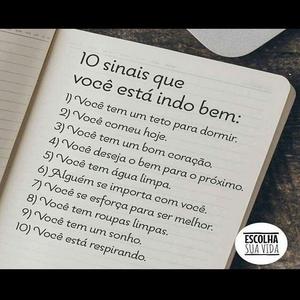 10 sinais que
você está indo bem:
1) Você tem um teto para dormir.
2) Você comeu hoje.
3) Você tem um bom coração.
4) Você deseja o bem para o próximo.
5) Você tem água limpa.
6) Alguém se importa com você.
7) Você se esforça para ser melhor.
8) Você tem roupas limpas.
9) Você tem um sonho.
10) Você está respirando.
ESCOLHA
SUA VIDA